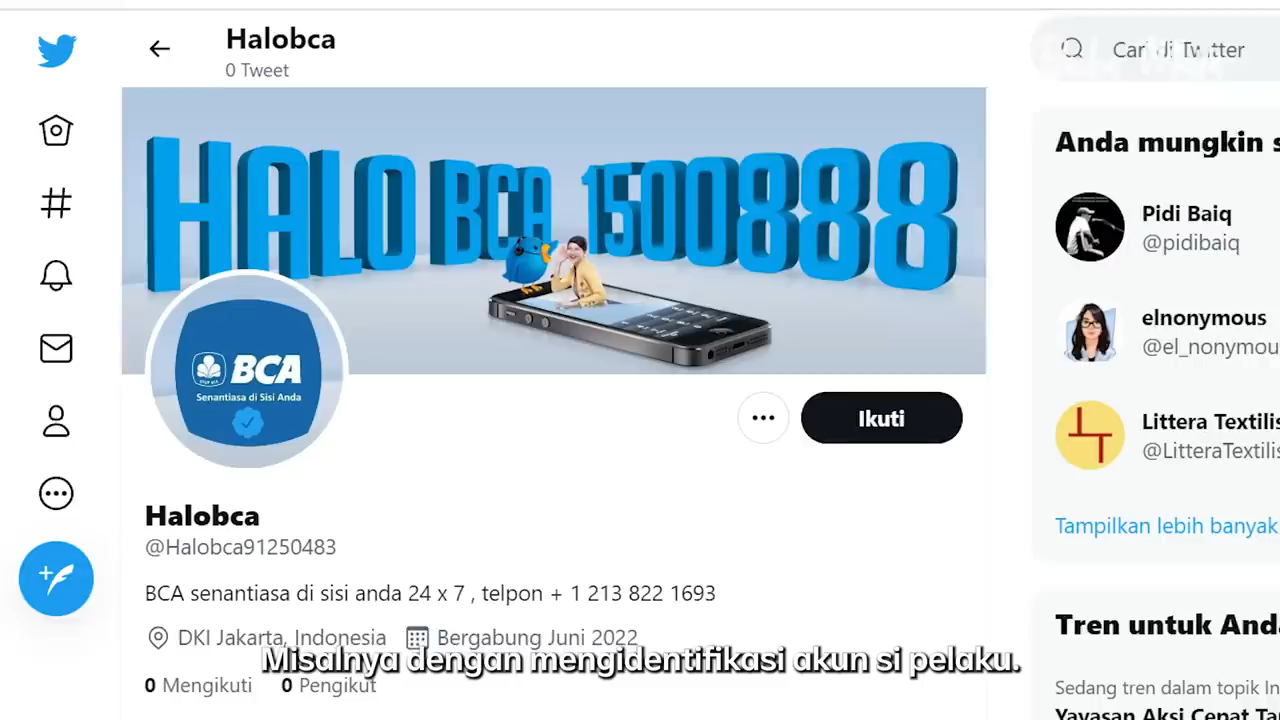 Halobca
0 Tweet
Cari di Twitter
HALO BCA 1500888
BCA
Senantiasa di Sisi Anda
Ikuti
Halobca
@Halobca91250483
BCA senantiasa di sisi anda 24 x 7 , telpon + 1 213 822 1693
DKI Jakarta, Indonesia
Bergabung Juni 2022
Misalnya dengan mengidentifikasi akun si pelaku.
0 Mengikuti 0 Pengikut
Anda mungkin s
Pidi Baiq
@pidibaiq
elnonymous
@el_nonymou
Littera Textilis
@LitteraTextilis
Tampilkan lebih banyak
Tren untuk Anda
Sedang tren dalam topik In
Yayasan Aksi Cepat Ta